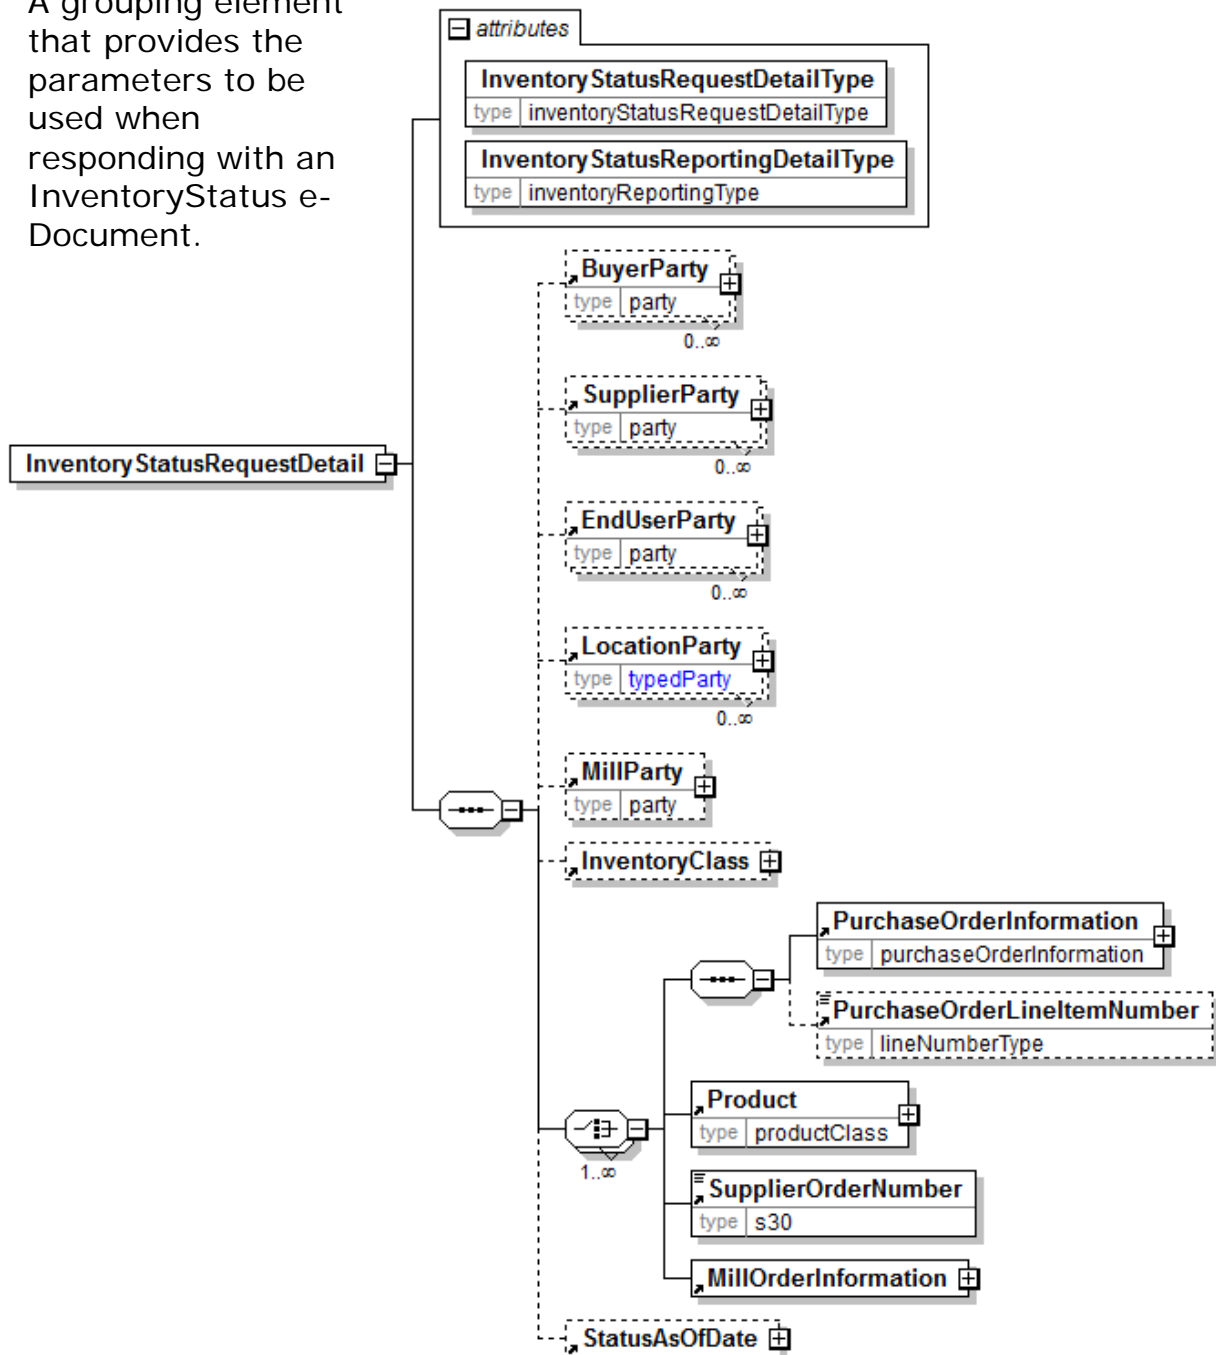 A grouping element
that provides the
parameters to be
used when
responding with an
InventoryStatus e-
Document.
attributes
InventoryStatusRequestDetailType
type inventoryStatusRequestDetailType
InventoryStatusReportingDetailType
type inventoryReportingType
BuyerParty
type party
0..∞
SupplierParty
type party
0..∞
InventoryStatusRequestDetail
EndUserParty
type party
0..∞
LocationParty
type typedParty
0..∞
MillParty
type party
InventoryClass
PurchaseOrderInformation
type purchaseOrderInformation
PurchaseOrderLineItemNumber
type lineNumberType
Product
type productClass
1..∞
SupplierOrderNumber
type s30
MillOrderInformation
StatusAsOfDate